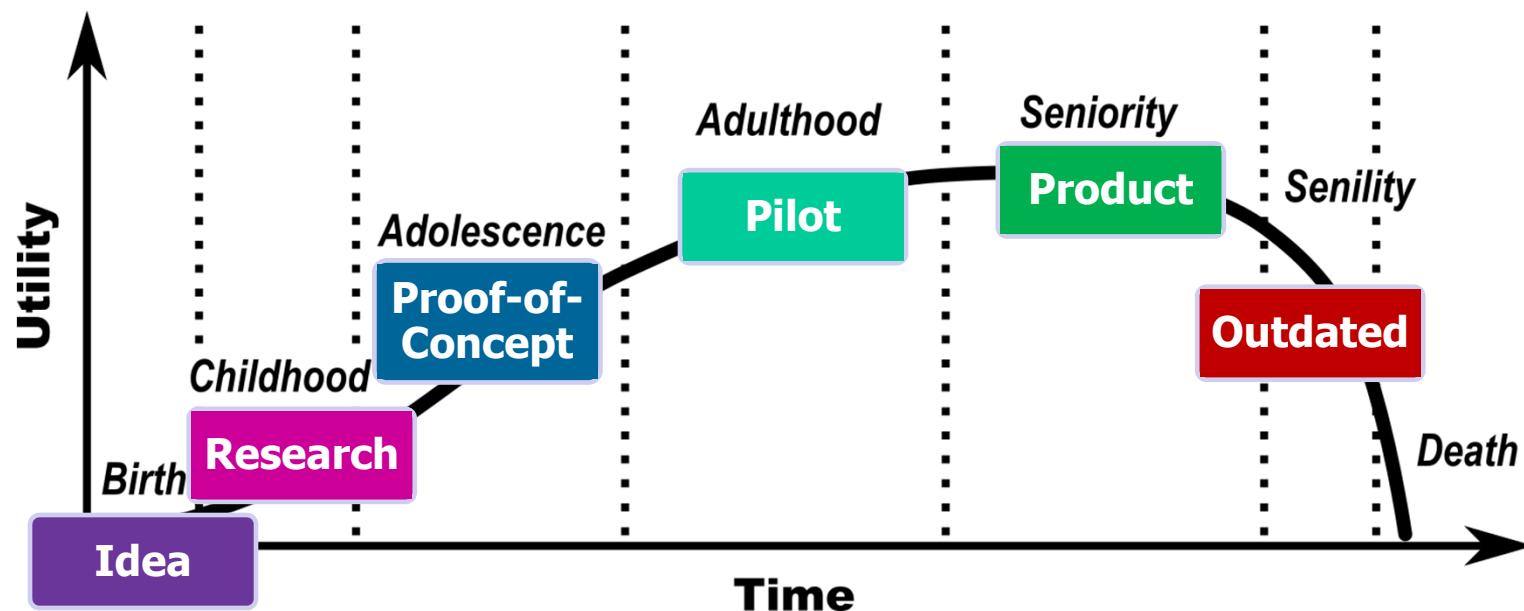 Seniority
Adulthood
Product
Senility
Pilot
Adolescence
Proof-of-
Concept
Outdated
Utility
Childhood
Research
Birth
Death
Idea
Time